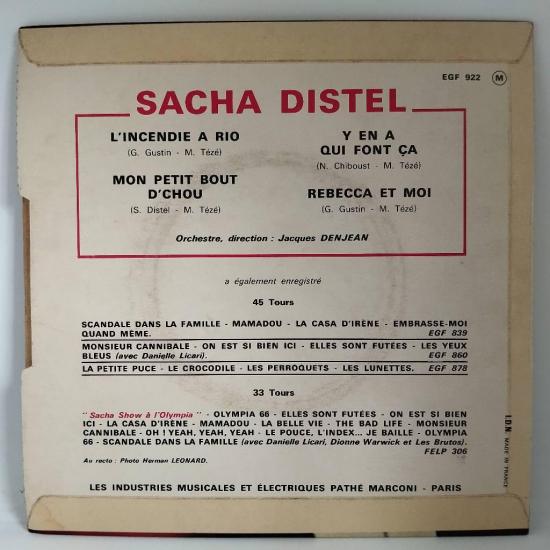 EGF 922 M
SACHA DISTEL
L'INCENDIE A RIO
(G. Gustin - M. Tézé)
MON PETIT BOUT
D'CHOU
(S. Distel - M. Tézé)
Y EN A
QUI FONT ÇA
(N. Chiboust - M. Tézé)
REBECCA ET MOI
(G. Gustin - M. Tézé)
Orchestre, direction : Jacques DENJEAN
a également enregistré
45 Tours
SCANDALE DANS LA FAMILLE - MAMADOU - LA CASA D'IRÈNE - EMBRASSE-MOI
QUAND MÊME. EGF 839
MONSIEUR CANNIBALE - ON EST SI BIEN ICI - ELLES SONT FUTÉES - LES YEUX
BLEUS (avec Danielle Licari). EGF 860
LA PETITE PUCE - LE CROCODILE - LES PERROQUETS - LES LUNETTES. EGF 878
33 Tours
" Sacha Show à l'Olympia " - OLYMPIA 66 - ELLES SONT FUTÉES - ON EST SI BIEN
ICI - LA CASA D'IRÈNE - MAMADOU - LA BELLE VIE - THE BAD LIFE - MONSIEUR
CANNIBALE - OH ! YEAH, YEAH, YEAH - LE POUCE, L'INDEX... JE BAILLE - OLYMPIA
66 - SCANDALE DANS LA FAMILLE (avec Danielle Licari, Dionne Warwick et Les Brutos).
FELP 306
Au recto : Photo Herman LEONARD.
LES INDUSTRIES MUSICALES ET ÉLECTRIQUES PATHÉ MARCONI - PARIS
I.D.N. MADE IN FRANCE